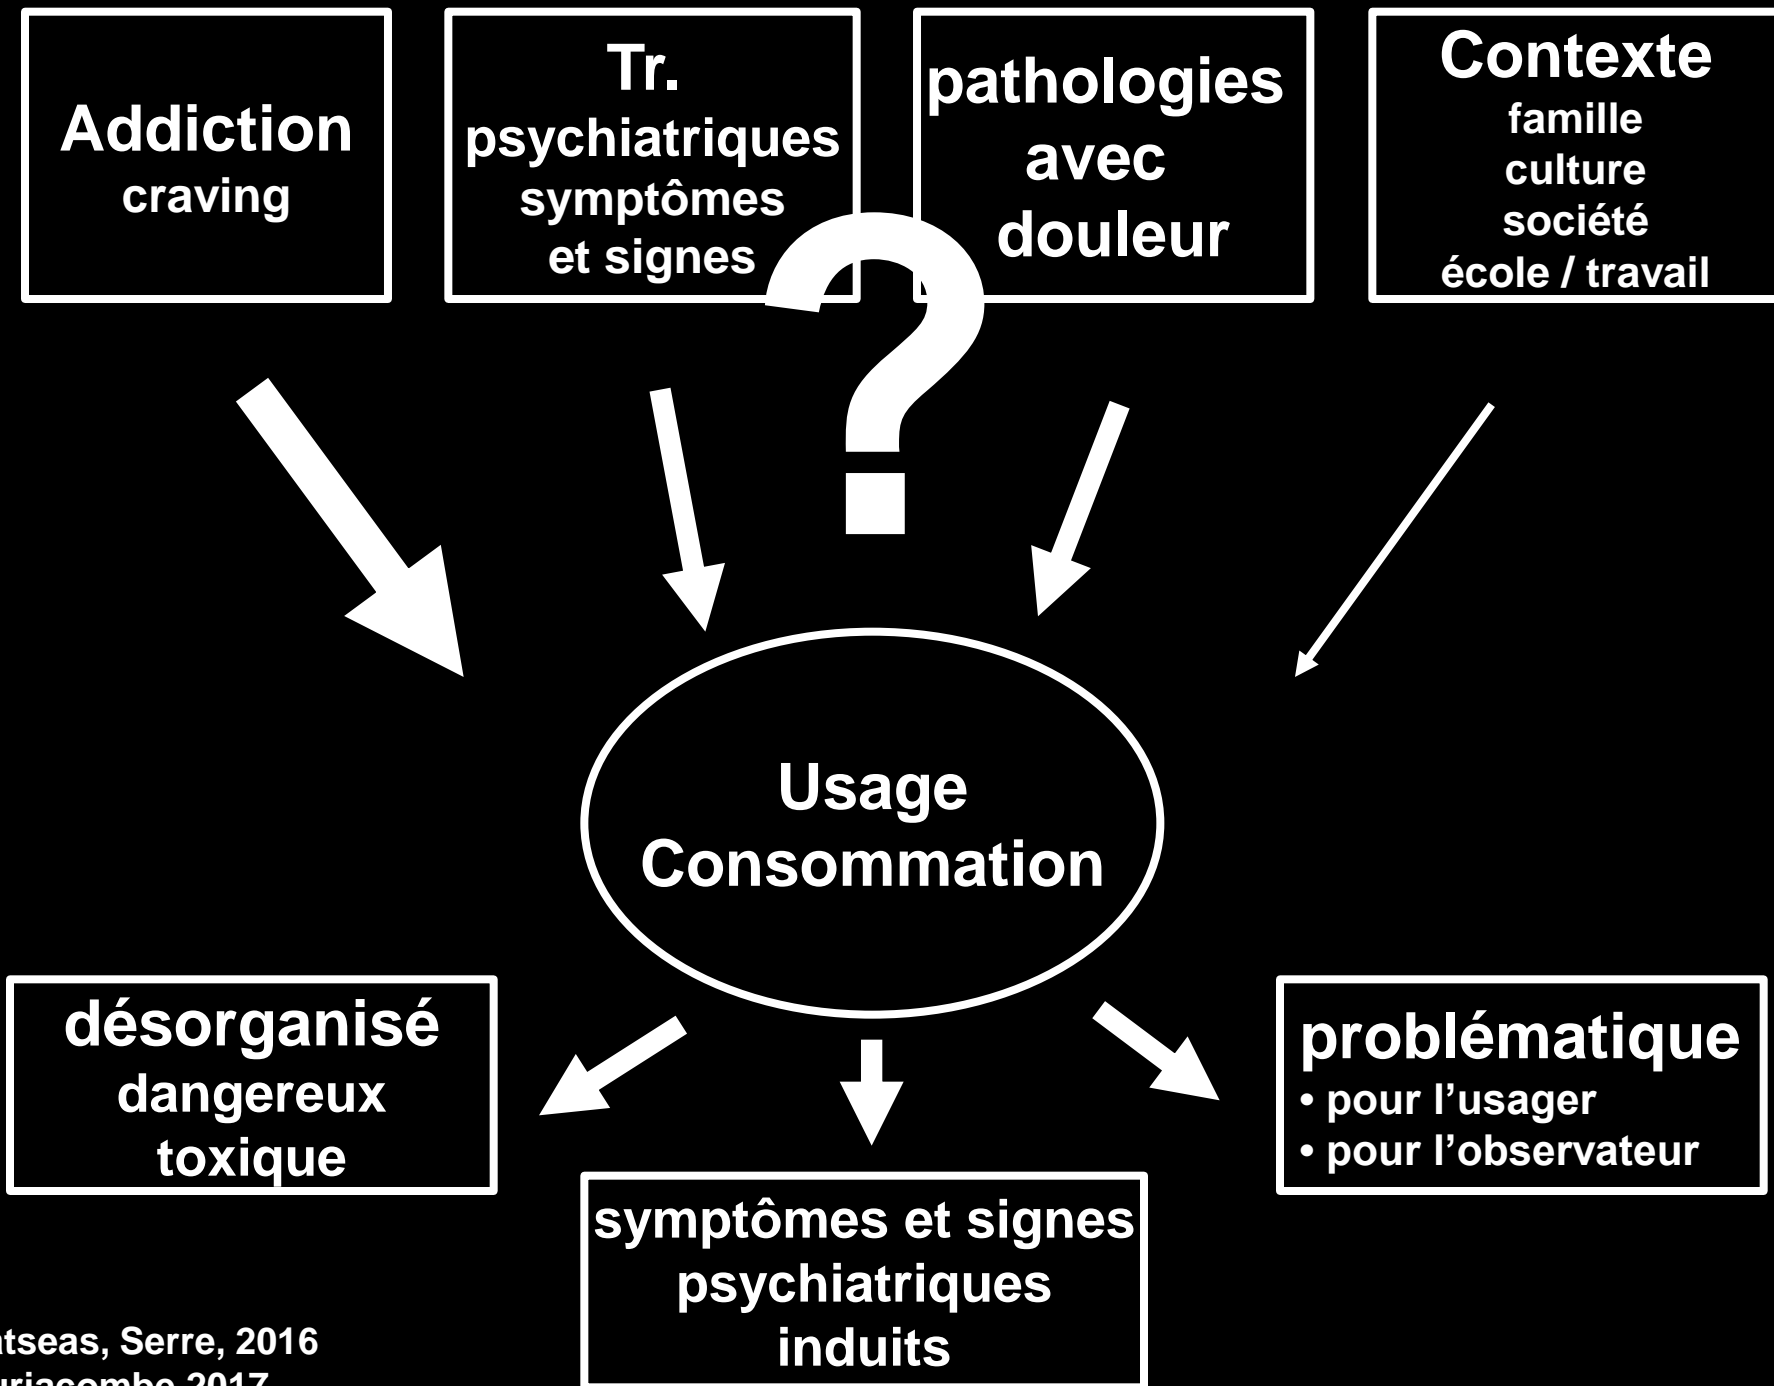 Addiction
craving
Tr.
psychiatriques
symptômes
et signes
pathologies
avec
douleur
Contexte
famille
culture
société
école / travail
?
Usage
Consommation
désorganisé
dangereux
toxique
symptômes et signes
psychiatriques
induits
problématique
• pour l’usager
• pour l’observateur
Serre, 2016
2017